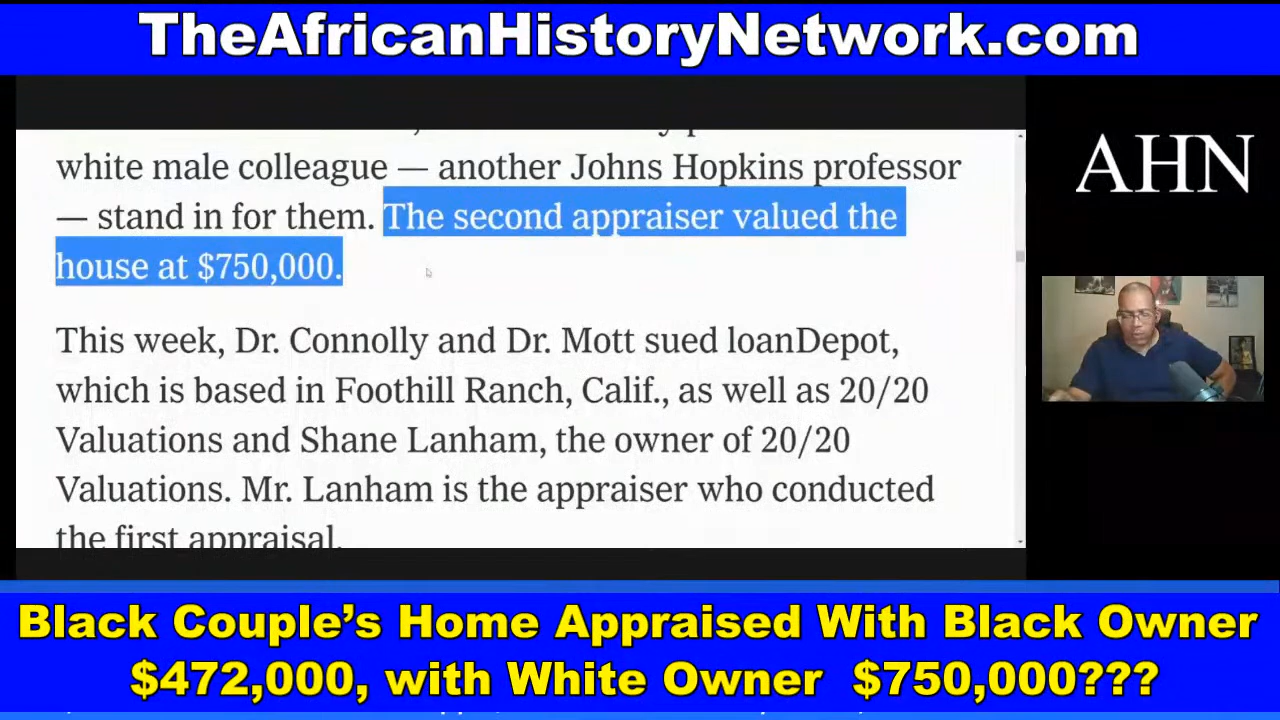 TheAfricanHistoryNetwork.com
white male colleague — another Johns Hopkins professor
— stand in for them. The second appraiser valued the
house at $750,000.
This week, Dr. Connolly and Dr. Mott sued loanDepot,
which is based in Foothill Ranch, Calif., as well as 20/20
Valuations and Shane Lanham, the owner of 20/20
Valuations. Mr. Lanham is the appraiser who conducted
the first appraisal.
AHN
Black Couple’s Home Appraised With Black Owner
$472,000, with White Owner $750,000???